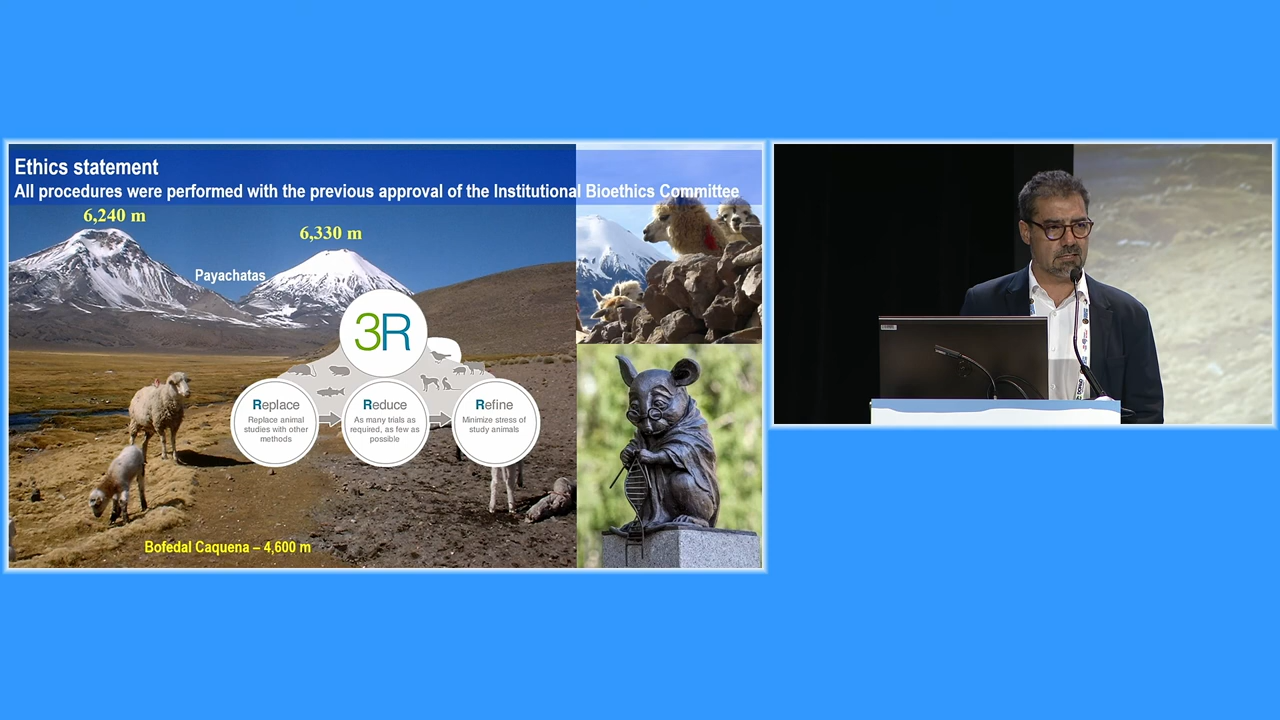 Ethics statement
All procedures were performed with the previous approval of the Institutional Bioethics Committee
6,240 m
6,330 m
Payachatas
3R
Replace
Replace animal
studies with other
methods
Reduce
As many trials as
required, as few as
possible
Refine
Minimize stress of
study animals
Bofedal Caquena – 4,600 m